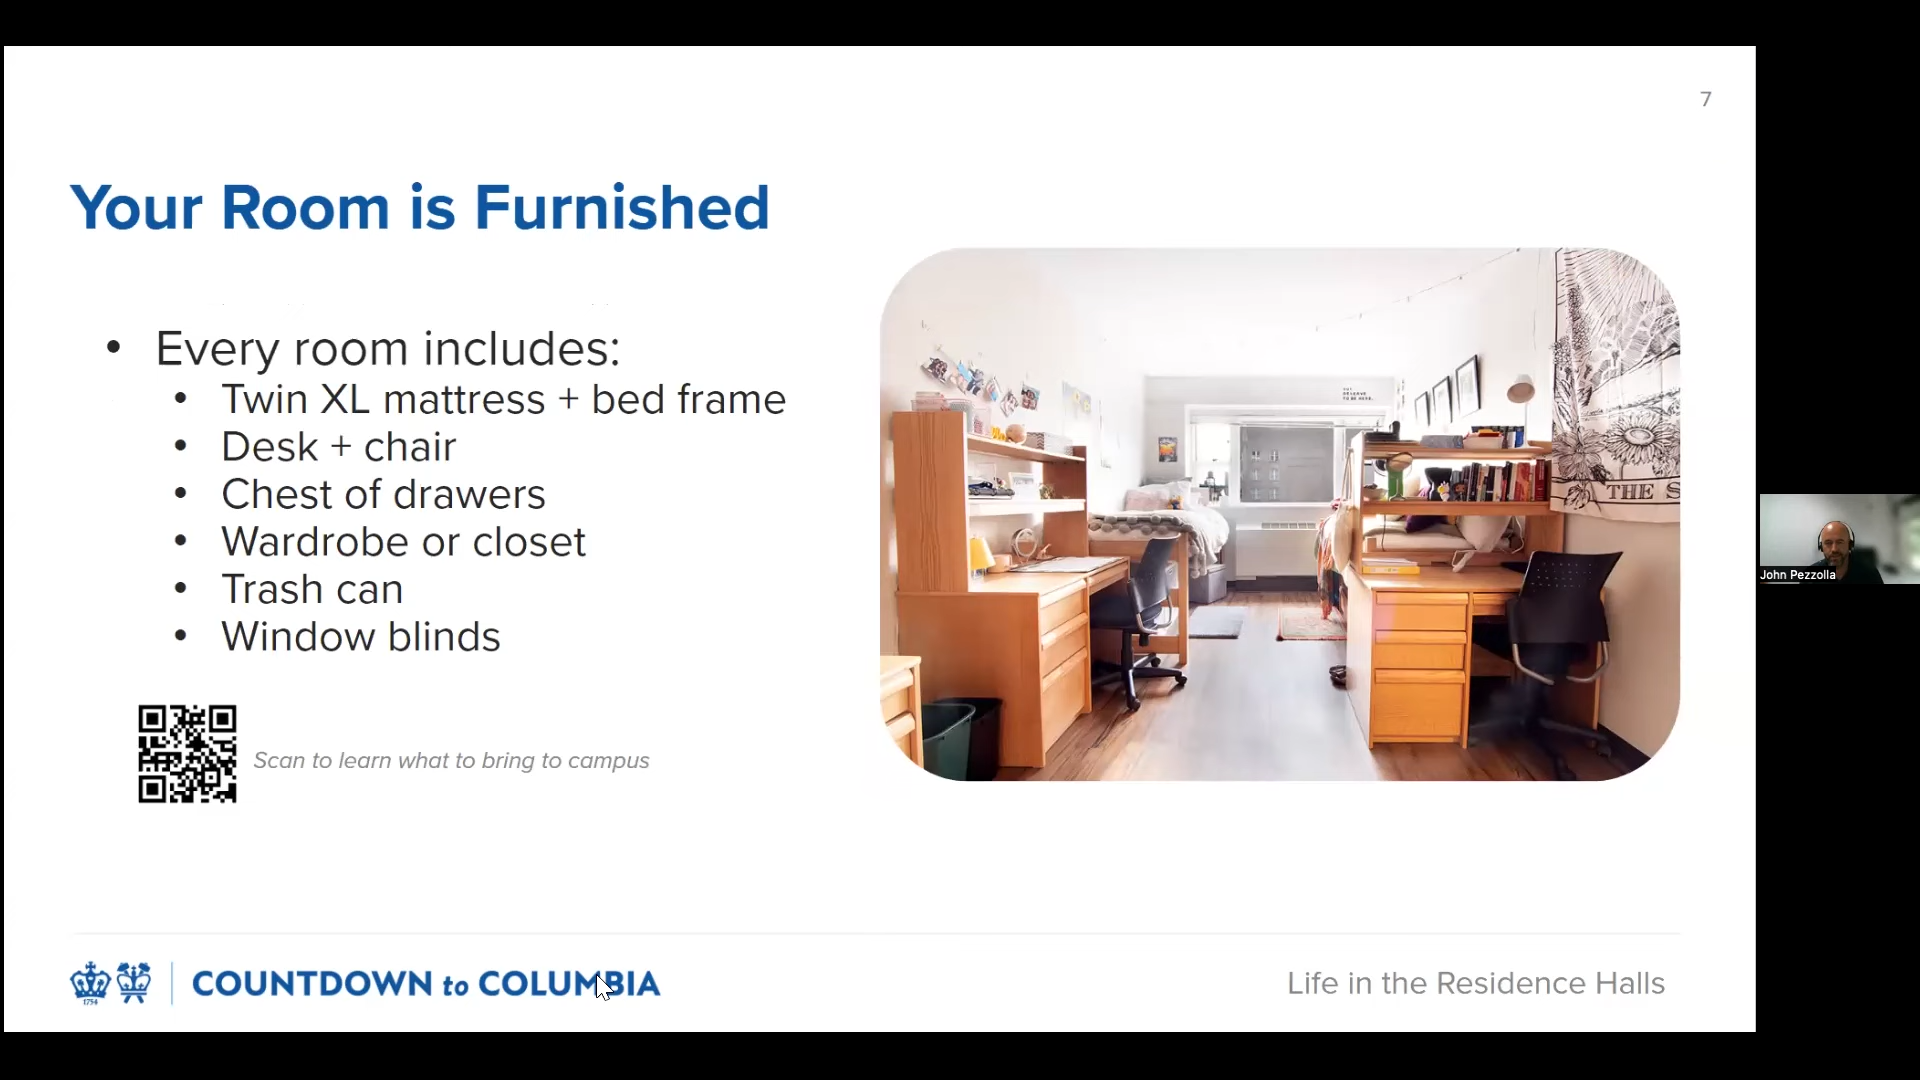 7
Your Room is Furnished
• Every room includes:
• Twin XL mattress + bed frame
• Desk + chair
• Chest of drawers
• Wardrobe or closet
• Trash can
• Window blinds
Scan to learn what to bring to campus
THE S
John Pezzolla
1754
COUNTDOWN to COLUMBIA
Life in the Residence Halls